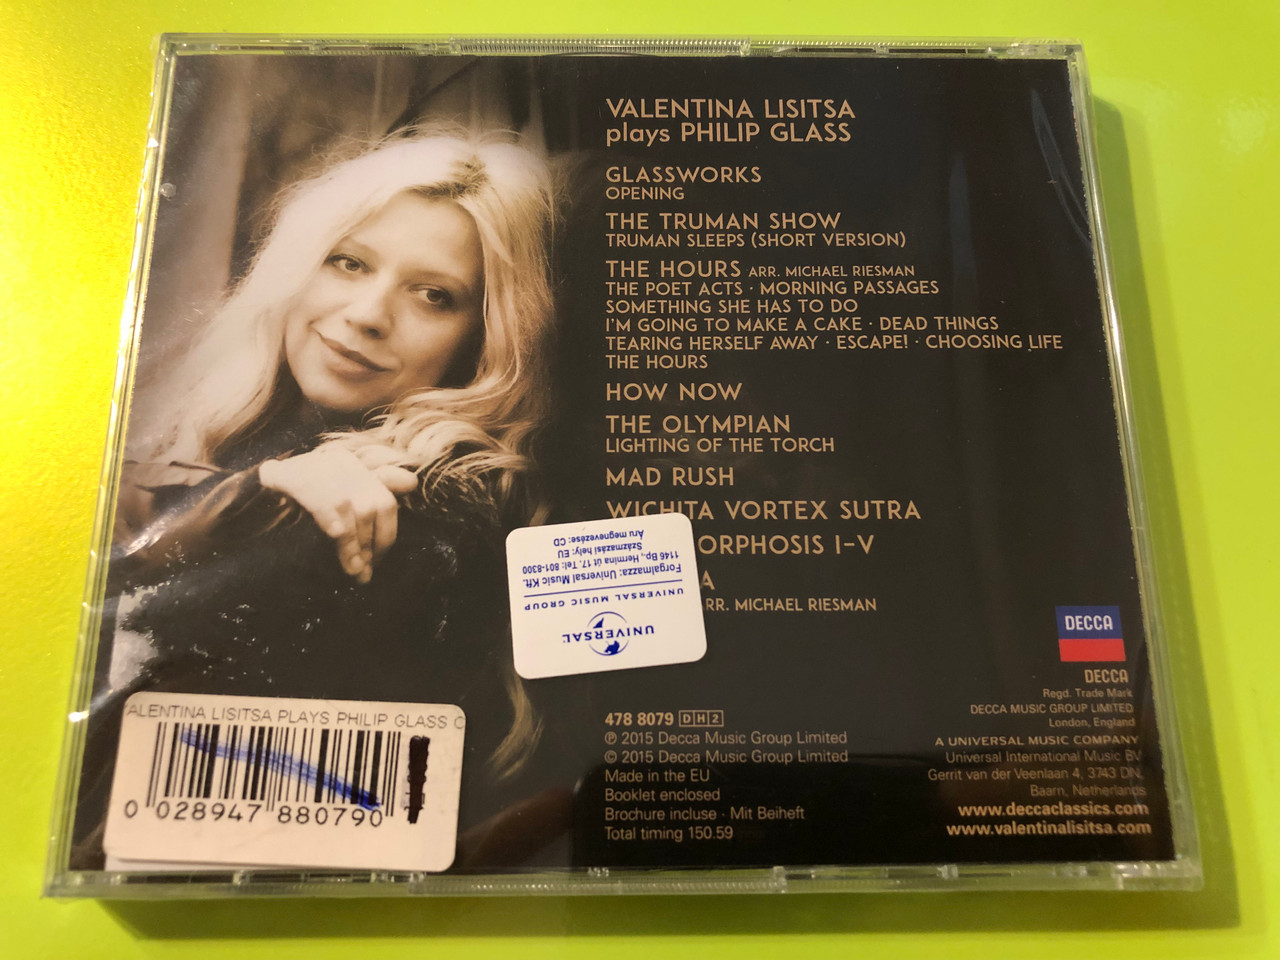 VALENTINA LISITSA
plays PHILIP GLASS
GLASSWORKS
OPENING
THE TRUMAN SHOW
TRUMAN SLEEPS (SHORT VERSION)
THE HOURS ARR. MICHAEL RIESMAN
THE POET ACTS · MORNING PASSAGES
SOMETHING SHE HAS TO DO
I'M GOING TO MAKE A CAKE · DEAD THINGS
TEARING HERSELF AWAY · ESCAPE! · CHOOSING LIFE
THE HOURS
HOW NOW
THE OLYMPIAN
LIGHTING OF THE TORCH
MAD RUSH
WICHITA VORTEX SUTRA
ORPHOSIS I–V
A
RR. MICHAEL RIESMAN
UNIVERSAL
UNIVERSAL MUSIC GROUP
Forgalmazza: Universal Music Kft.
1146 Bp., Hermina út 17. Tel: 801-8300
Származási hely: EU
Áru megnevezése: CD
ALENTINA LISITSA PLAYS PHILIP GLASS C
0 028947 880790
478 8079 DH2
℗ 2015 Decca Music Group Limited
© 2015 Decca Music Group Limited
Made in the EU
Booklet enclosed
Brochure incluse · Mit Beiheft
Total timing 150.59
DECCA
DECCA
Regd. Trade Mark
DECCA MUSIC GROUP LIMITED
London, England
A UNIVERSAL MUSIC COMPANY
Universal International Music BV
Gerrit van der Veenlaan 4, 3743 DN,
Baarn, Netherlands
www.deccaclassics.com
www.valentinalisitsa.com